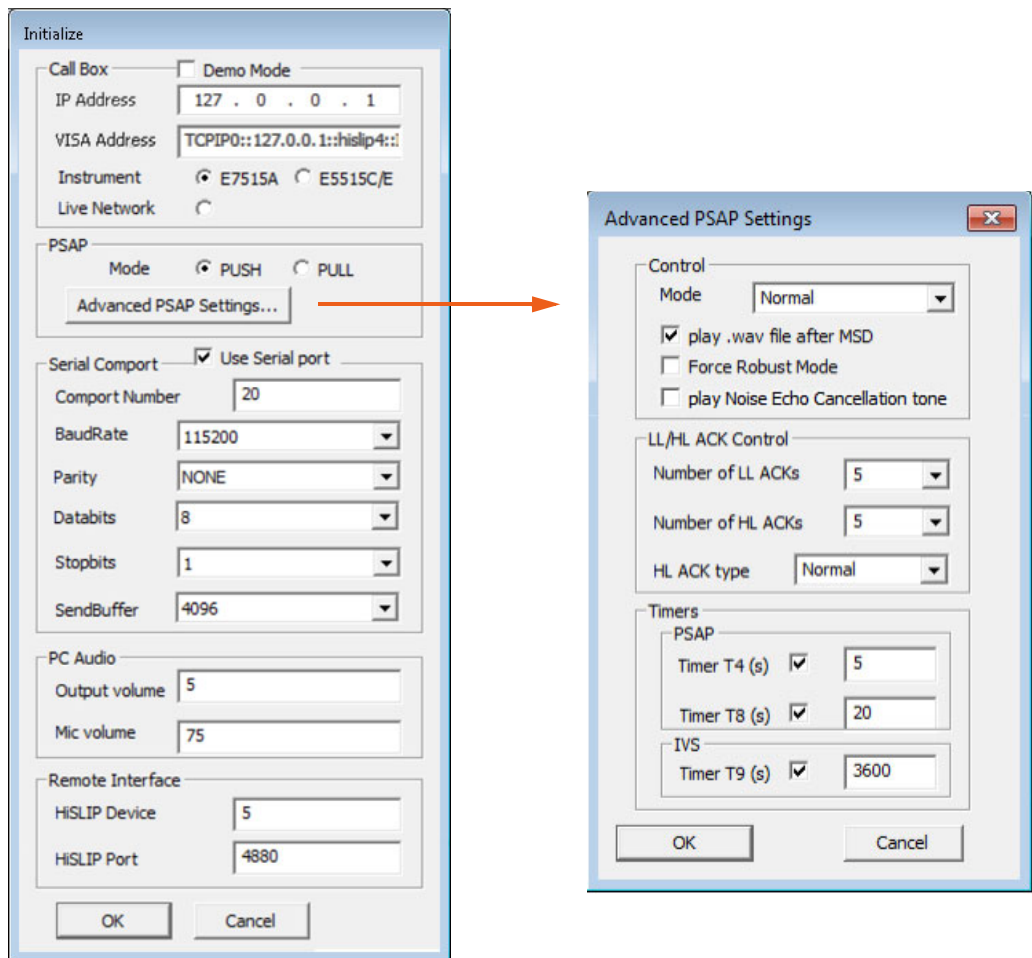 Initialize
Call Box Demo Mode
IP Address 127 . 0 . 0 . 1
VISA Address TCPIP0::127.0.0.1::hislip4::
Instrument E7515A E5515C/E
Live Network
PSAP
Mode PUSH PULL
Advanced PSAP Settings...
Serial Comport Use Serial port
Comport Number 20
BaudRate 115200
Parity NONE
Databits 8
Stopbits 1
SendBuffer 4096
PC Audio
Output volume 5
Mic volume 75
Remote Interface
HiSLIP Device 5
HiSLIP Port 4880
OK Cancel
Advanced PSAP Settings
Control
Mode Normal
play .wav file after MSD
Force Robust Mode
play Noise Echo Cancellation tone
LL/HL ACK Control
Number of LL ACKs 5
Number of HL ACKs 5
HL ACK type Normal
Timers
PSAP
Timer T4 (s) 5
Timer T8 (s) 20
IVS
Timer T9 (s) 3600
OK Cancel